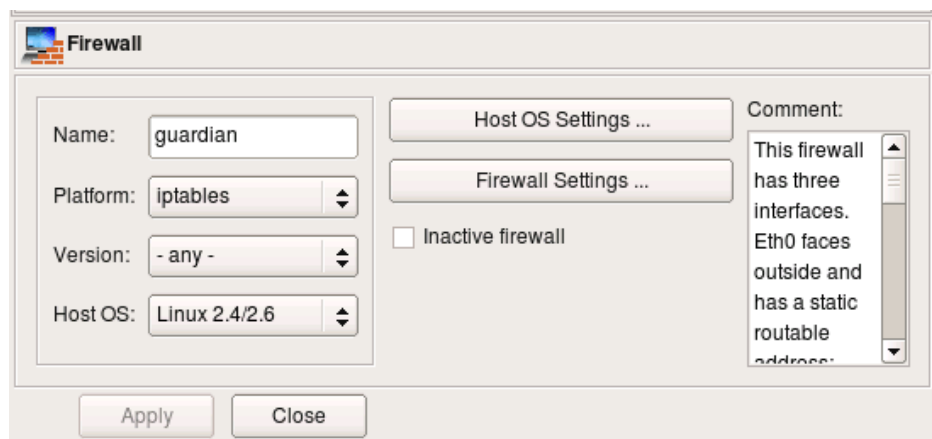 Firewall
Name: guardian
Platform: iptables
Version: - any -
Host OS: Linux 2.4/2.6
Host OS Settings ...
Firewall Settings ...
Inactive firewall
Comment:
This firewall
has three
interfaces.
Eth0 faces
outside and
has a static
routable
address:
Apply
Close